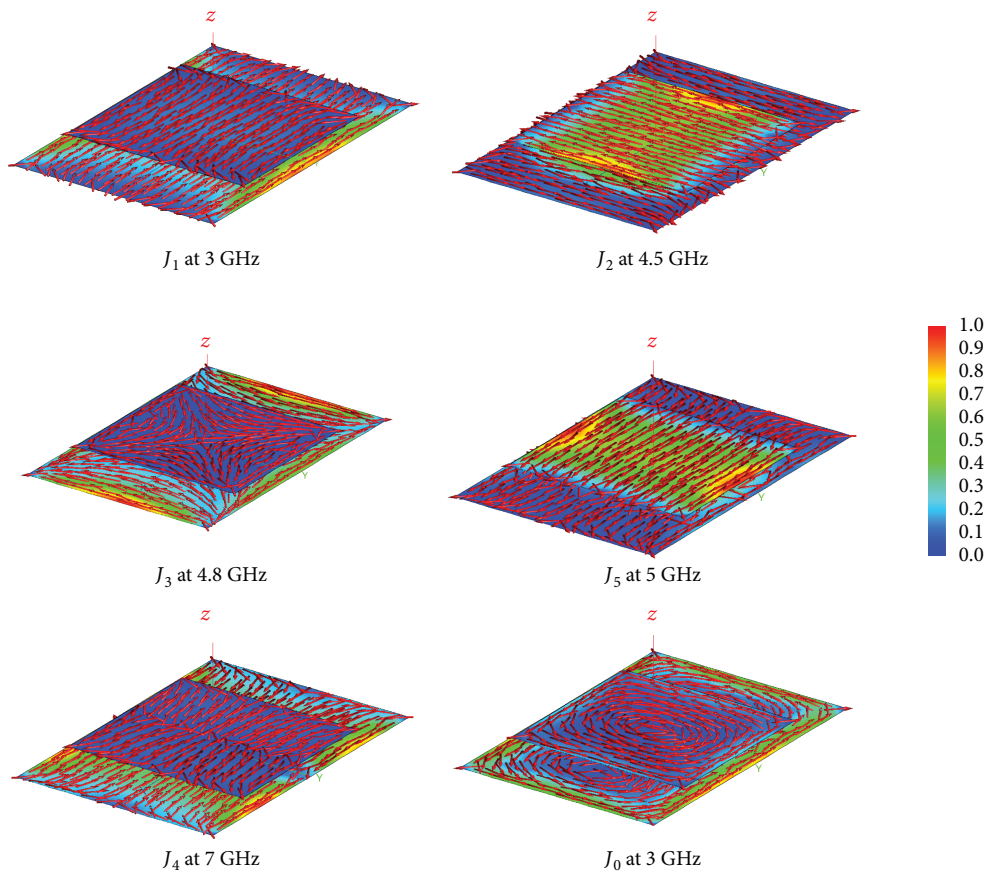 z
z
J1 at 3 GHz
Y
J2 at 4.5 GHz
z
z
Y
J3 at 4.8 GHz
Y
J5 at 5 GHz
1.0
0.9
0.8
0.7
0.6
0.5
0.4
0.3
0.2
0.1
0.0
z
z
Y
J4 at 7 GHz
Y
J0 at 3 GHz